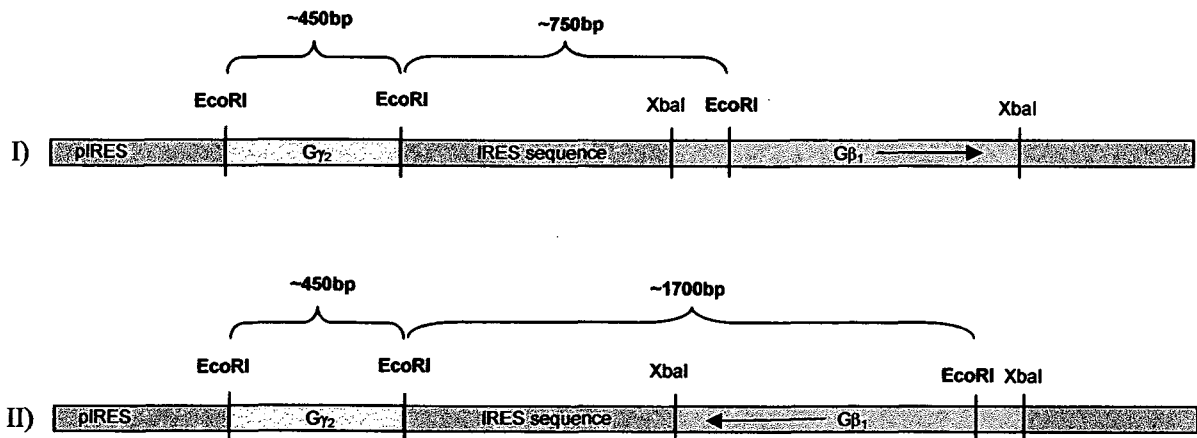 ~450bp ~750bp
EcoRI EcoRI XbaI EcoRI XbaI
I) pIRES Gγ₂ IRES sequence Gβ₁
~450bp ~1700bp
EcoRI EcoRI XbaI EcoRI XbaI
II) pIRES Gγ₂ IRES sequence Gβ₁